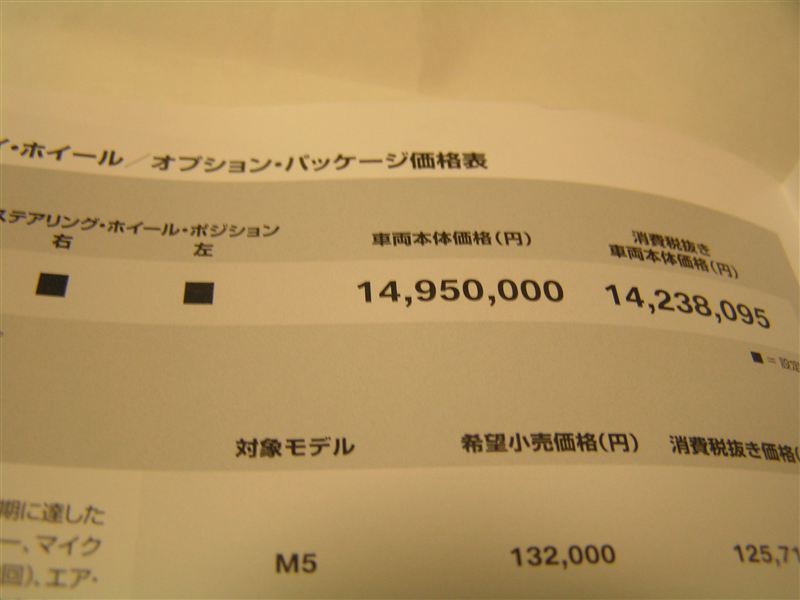 イ・ホイール／オプション・パッケージ価格表
ステアリング・ホイール・ポジション
右 左
車両本体価格(円)
消費税抜き
車両本体価格(円)
■ ■ 14,950,000 14,238,095
■ = 設定
対象モデル 希望小売価格(円) 消費税抜き価格(
期に達した
ー、マイク
回)、エア・
M5 132,000 125,71